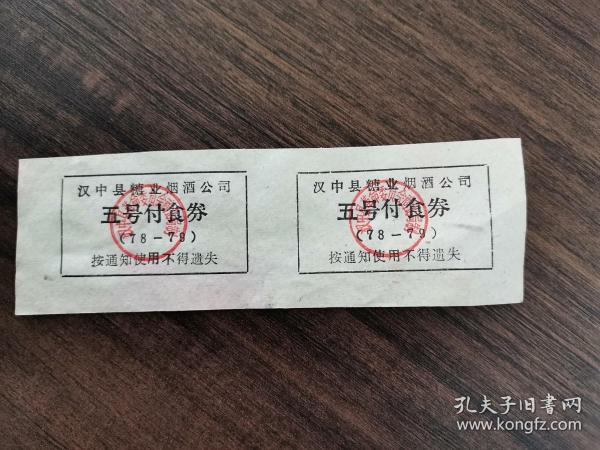 汉中县糖业烟酒公司
五号付食券
(78-79)
按通知使用不得遗失
汉中县糖业烟酒公司
五号付食券
(78-79)
按通知使用不得遗失
孔夫子旧书网
www.kongfz.com